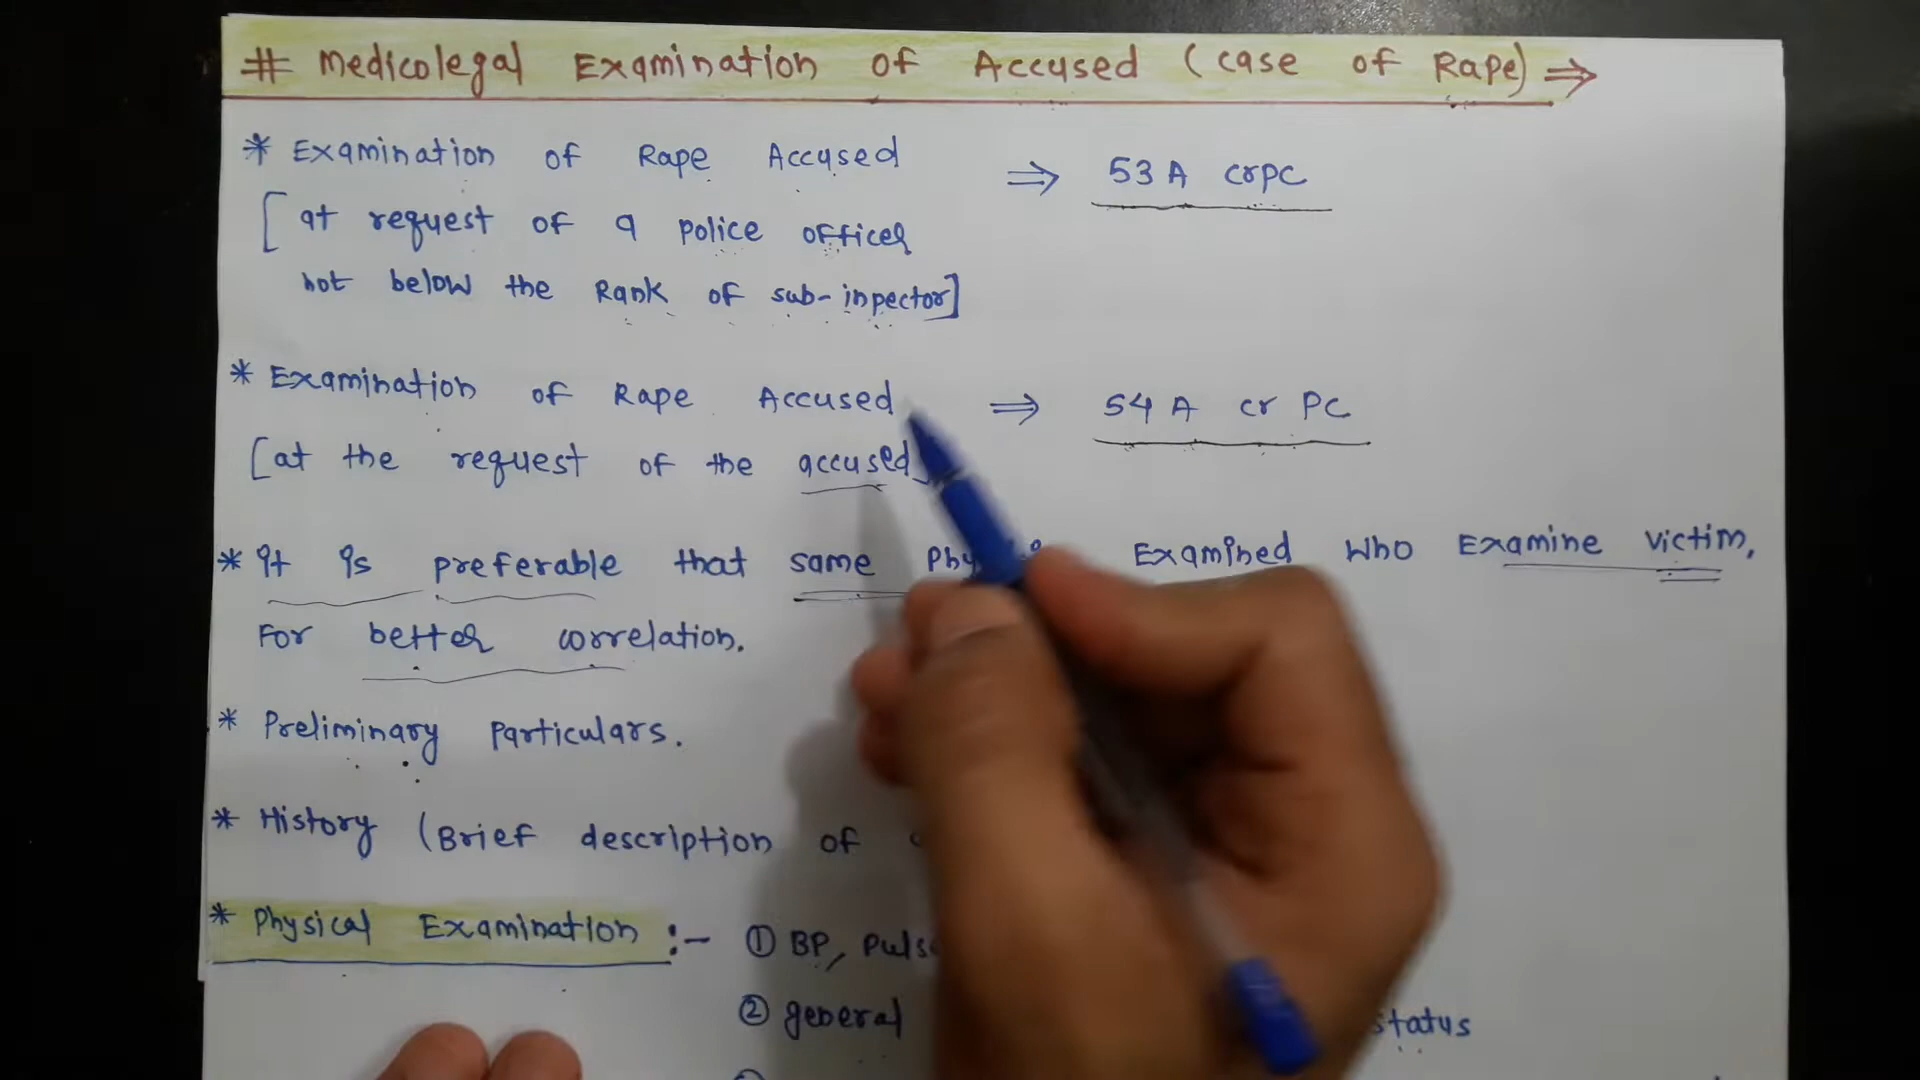 # Medicolegal Examination of Accused (case of Rape) ⇒
* Examination of Rape Accused ⇒ 53 A crpc
[at request of a police officer
not below the Rank of sub-inpector]
* Examination of Rape Accused ⇒ 54 A cr PC
[at the request of the accused]
* It is preferable that same Examined who Examine victim,
For better correlation.
* Preliminary Particulars.
* History (Brief description of
* Physical Examination :- ① BP, Pulse
② general status